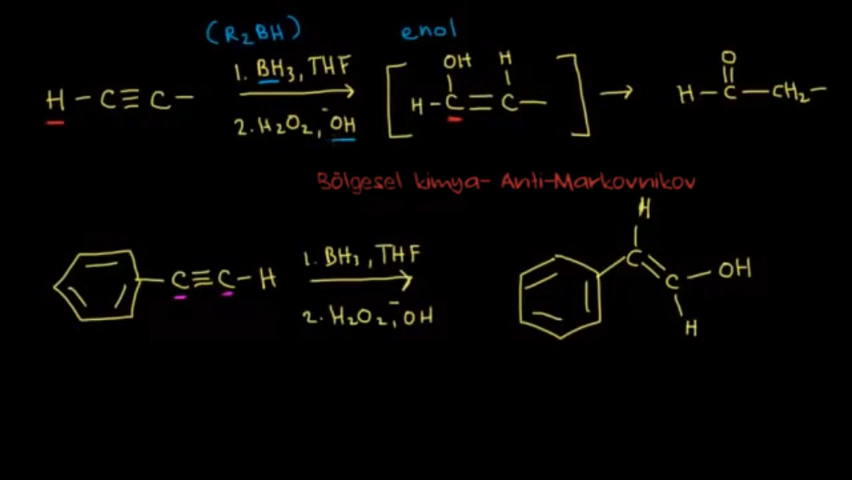 (R₂BH) enol
1. BH₃, THF
2. H₂O₂, ⁻OH
H-C≡C- [ H-C(OH)=C(H)- ] → H-C(=O)-CH₂-
Bölgesel kimya- Anti-Markovnikov
1. BH₃, THF
C≡C-H
2. H₂O₂, ⁻OH
H
C=C-OH
H